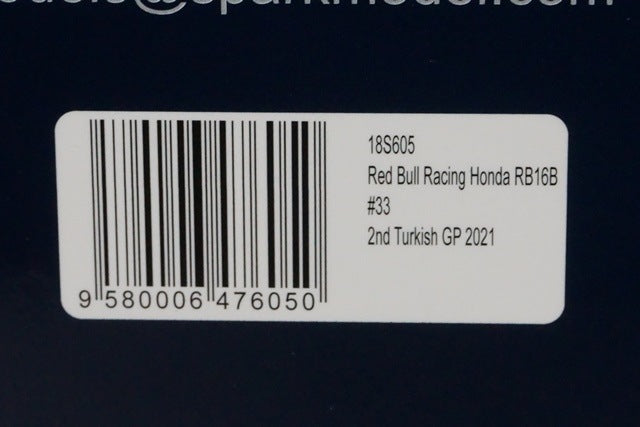 18S605
Red Bull Racing Honda RB16B
#33
2nd Turkish GP 2021
9 580006 476050